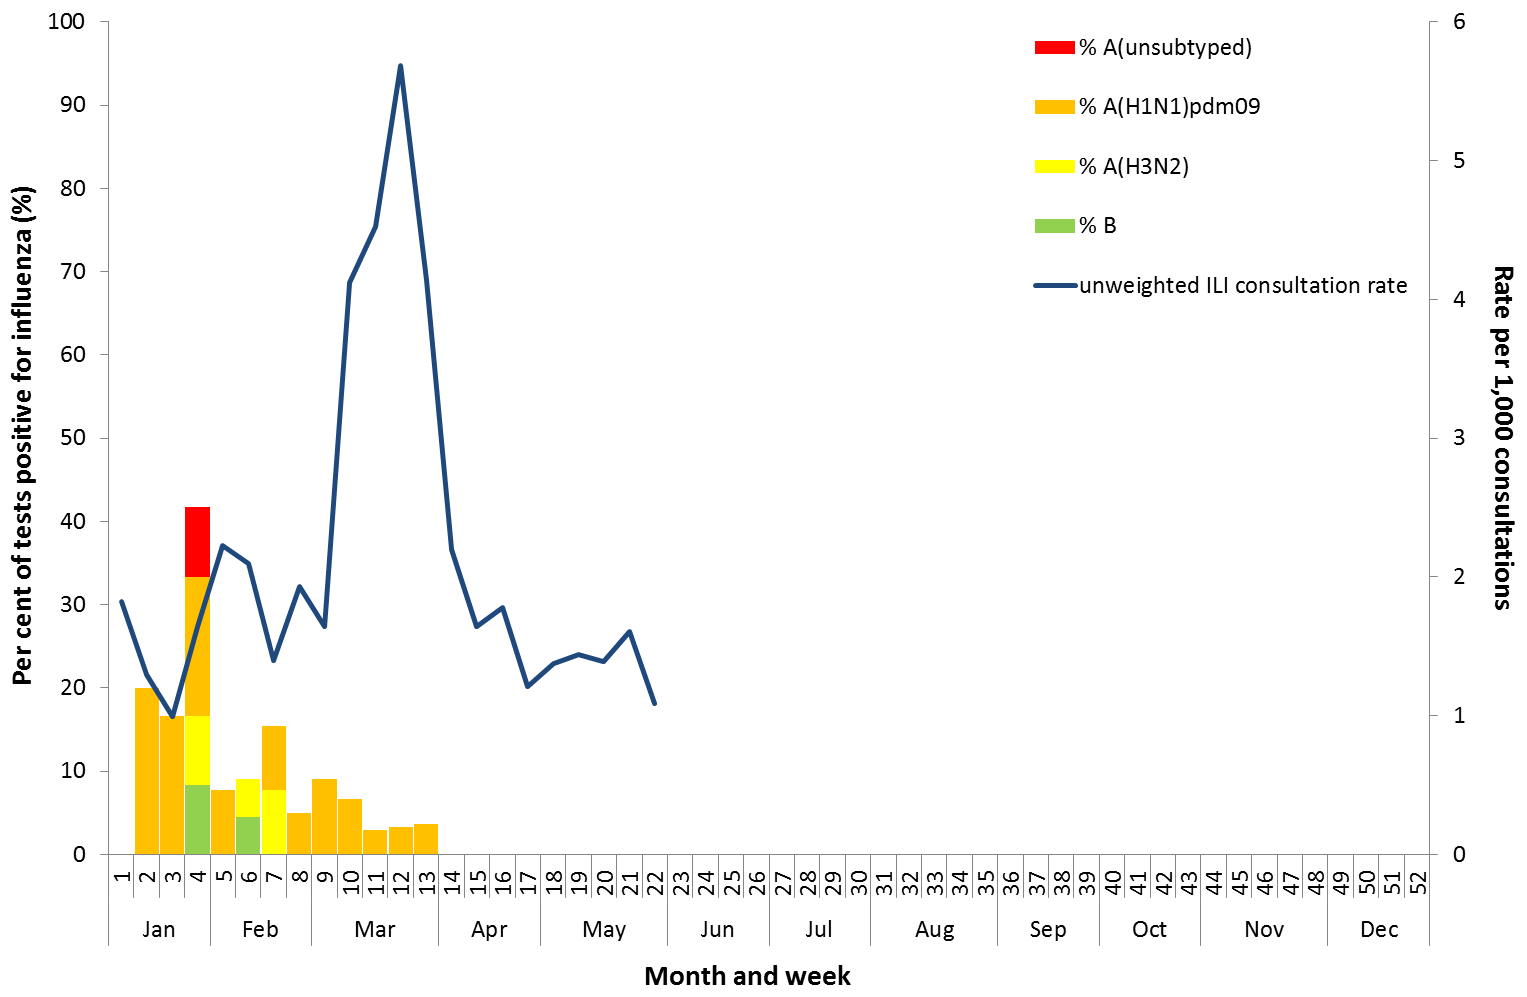 100
90
80
70
60
50
40
30
20
10
0
Per cent of tests positive for influenza (%)
% A(unsubtyped)
% A(H1N1)pdm09
% A(H3N2)
% B
unweighted ILI consultation rate
6
5
4
3
2
1
0
Rate per 1,000 consultations
1 2 3 4 5 6 7 8 9 10 11 12 13 14 15 16 17 18 19 20 21 22 23 24 25 26 27 28 29 30 31 32 33 34 35 36 37 38 39 40 41 42 43 44 45 46 47 48 49 50 51 52
Jan Feb Mar Apr May Jun Jul Aug Sep Oct Nov Dec
Month and week